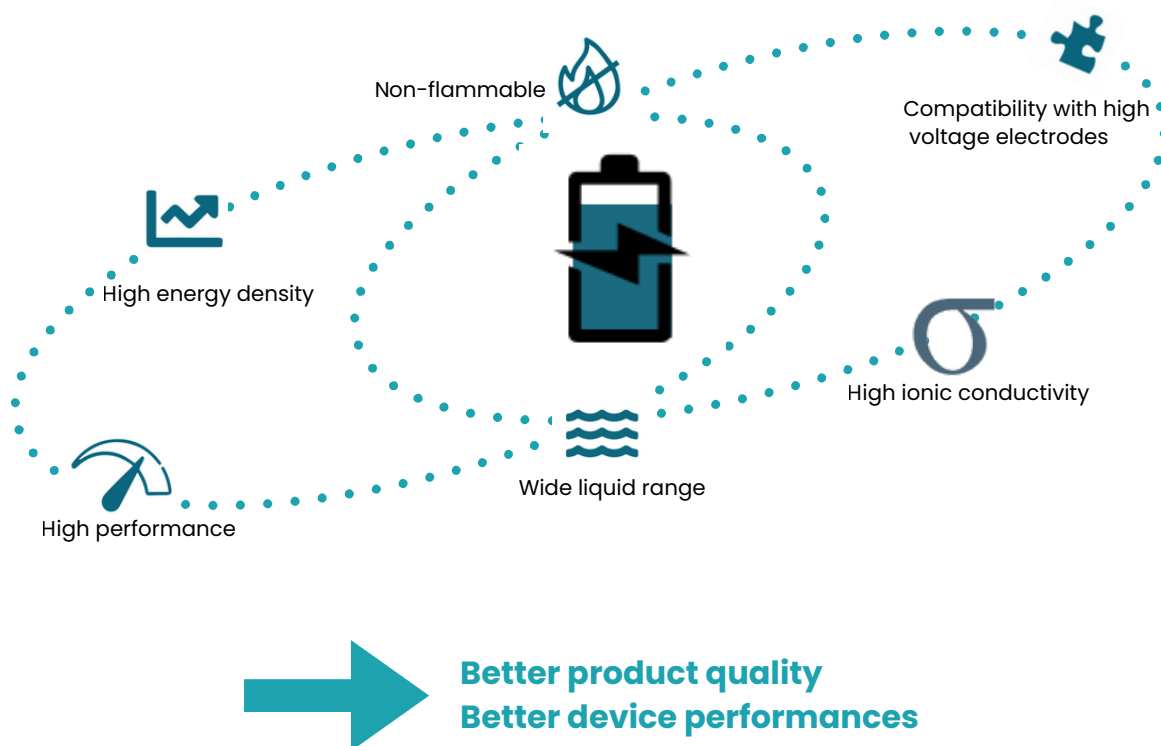 Non-flammable
Compatibility with high
voltage electrodes
High energy density
High ionic conductivity
Wide liquid range
High performance
Better product quality
Better device performances